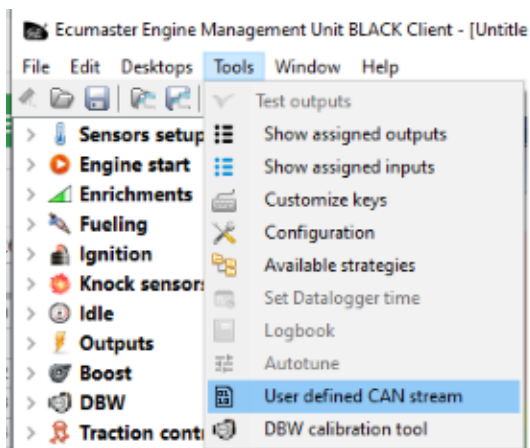 Ecumaster Engine Management Unit BLACK Client - [Untitle
File Edit Desktops Tools Window Help
Test outputs
Sensors setup
Show assigned outputs
Engine start
Show assigned inputs
Enrichments
Customize keys
Fueling
Configuration
Ignition
Available strategies
Knock sensors
Set Datalogger time
Idle
Logbook
Outputs
Autotune
Boost
User defined CAN stream
DBW
DBW calibration tool
Traction cont